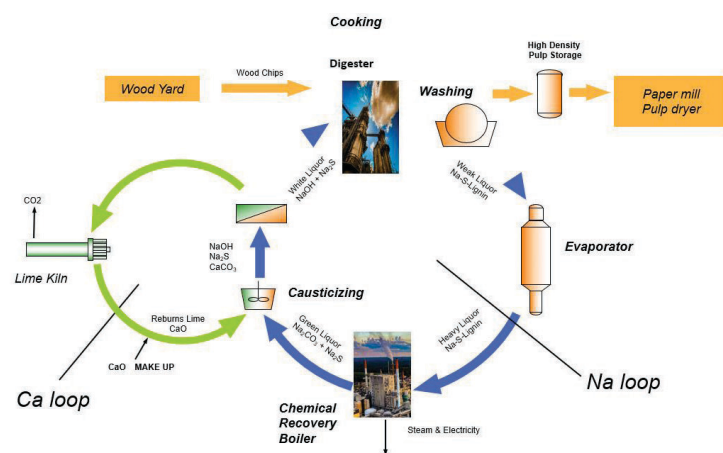 Cooking
High Density
Pulp Storage
Digester
Wood Chips
Wood Yard
Washing
Paper mill
Pulp dryer
White Liquor
NaOH + Na₂S
Weak Liquor
Na-S-Lignin
CO2
NaOH
Na₂S
CaCO₃
Evaporator
Lime Kiln
Causticizing
Reburns Lime
CaO
Green Liquor
Na₂CO₃ + Na₂S
Heavy Liquor
Na-S-Lignin
CaO MAKE UP
Ca loop
Na loop
Chemical
Recovery
Boiler
Steam & Electricity